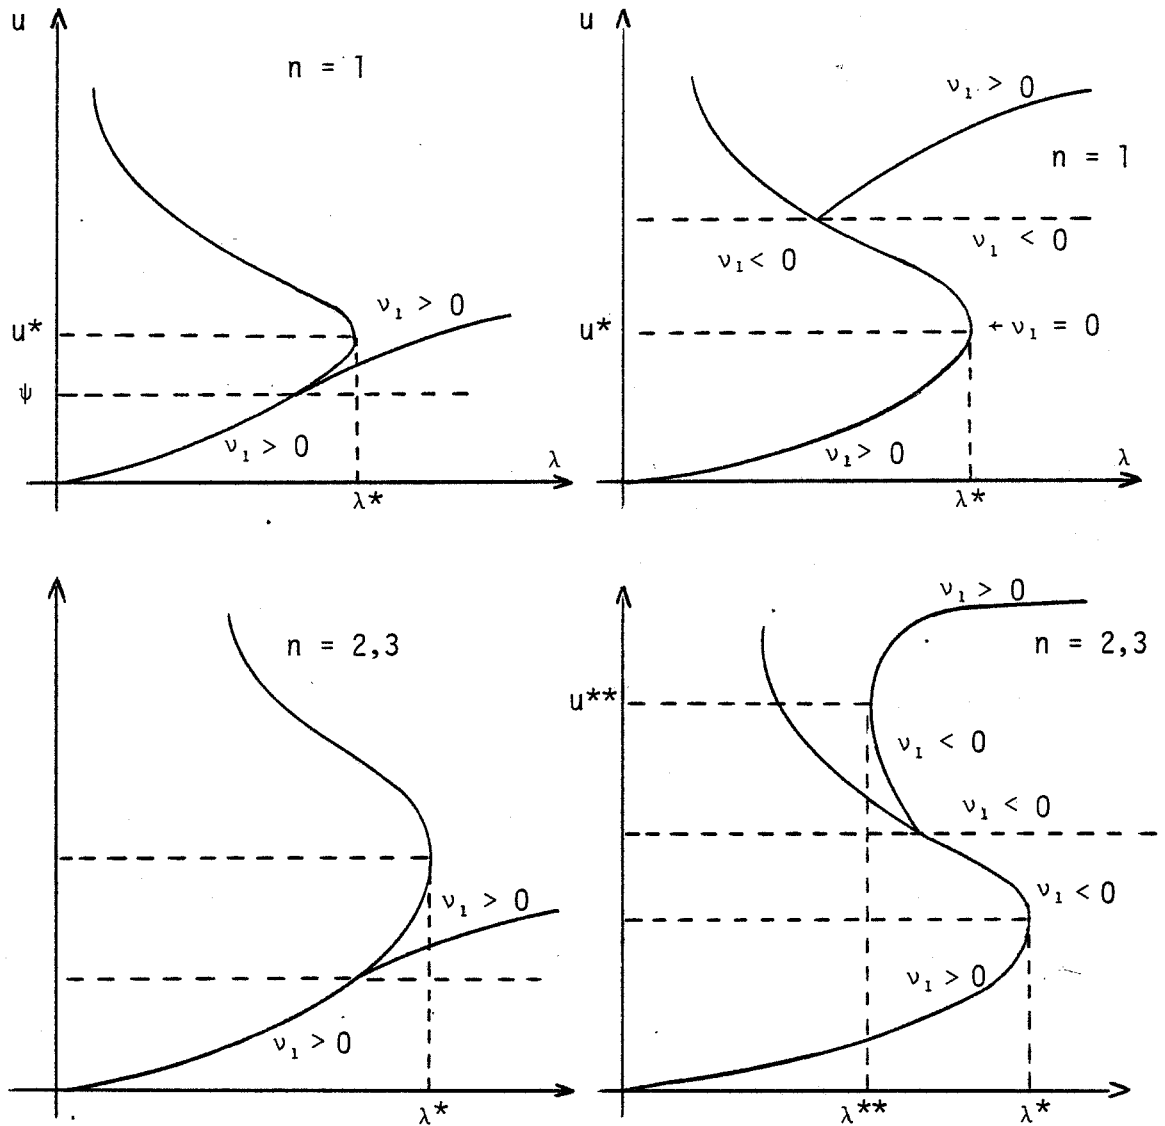 u
n = 1
ν₁ > 0
u*
ψ
ν₁ > 0
λ
λ*
u
ν₁ > 0
n = 1
ν₁ < 0
ν₁ < 0
u*
← ν₁ = 0
ν₁ > 0
λ
λ*
n = 2,3
ν₁ > 0
ν₁ > 0
λ*
ν₁ > 0
n = 2,3
u**
ν₁ < 0
ν₁ < 0
ν₁ < 0
ν₁ > 0
λ**
λ*